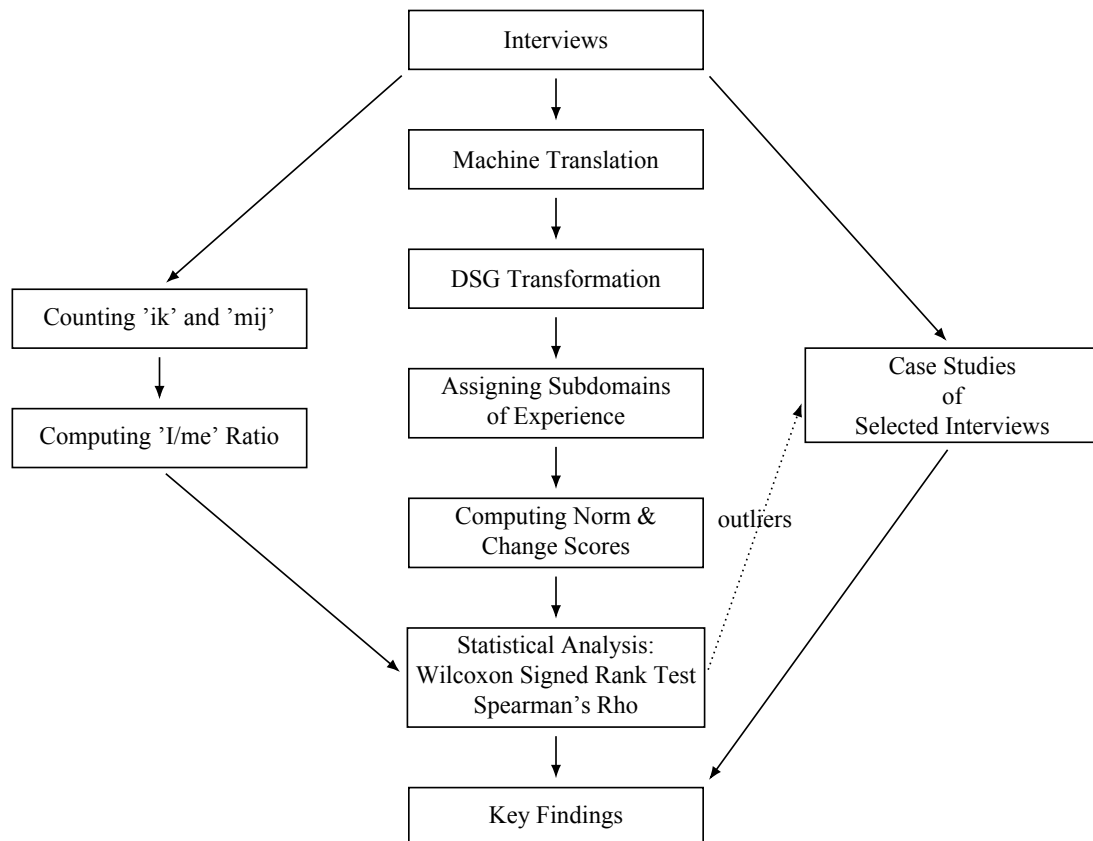 Interviews
Machine Translation
DSG Transformation
Counting ’ik’ and ’mij’
Assigning Subdomains
of Experience
Computing ’I/me’ Ratio
Case Studies
of
Selected Interviews
Computing Norm &
Change Scores
outliers
Statistical Analysis:
Wilcoxon Signed Rank Test
Spearman’s Rho
Key Findings